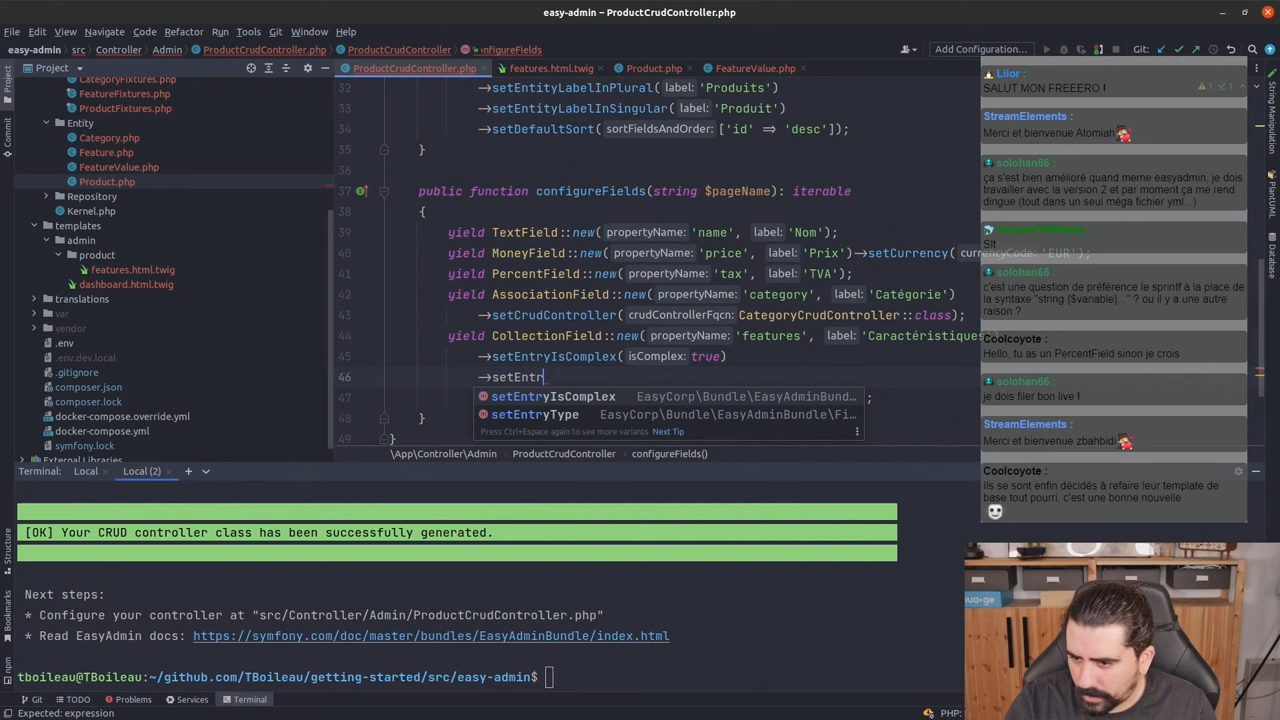 easy-admin – ProductCrudController.php
File Edit View Navigate Code Refactor Run Tools Git Window Help
easy-admin src Controller Admin ProductCrudController.php ProductCrudController configureFields
Add Configuration...
Git:
Project
ProductCrudController.php features.html.twig Product.php FeatureValue.php
CategoryFixtures.php
FeatureFixtures.php
ProductFixtures.php
Entity
Category.php
Feature.php
FeatureValue.php
Product.php
Repository
Kernel.php
templates
admin
product
features.html.twig
dashboard.html.twig
translations
var
vendor
.env
.env.dev.local
.gitignore
composer.json
composer.lock
docker-compose.override.yml
docker-compose.yml
symfony.lock
External Libraries
32 →setEntityLabelInPlural( label: 'Produits')
33 →setEntityLabelInSingular( label: 'Produit')
34 →setDefaultSort( sortFieldsAndOrder: ['id' => 'desc']);
35 }
36
37 public function configureFields(string $pageName): iterable
38 {
39 yield TextField::new( propertyName: 'name', label: 'Nom');
40 yield MoneyField::new( propertyName: 'price', label: 'Prix')→setCurrency( currencyCode: 'EUR');
41 yield PercentField::new( propertyName: 'tax', label: 'TVA');
42 yield AssociationField::new( propertyName: 'category', label: 'Catégorie')
43 →setCrudController( crudControllerFqcn: CategoryCrudController::class);
44 yield CollectionField::new( propertyName: 'features', label: 'Caractéristiques')
45 →setEntryIsComplex( isComplex: true)
46 →setEntr
47 ;
48 }
49 }
setEntryIsComplex EasyCorp\Bundle\EasyAdminBund...
setEntryType EasyCorp\Bundle\EasyAdminBundle\Fi...
Press Ctrl+Espace again to see more variants Next Tip
\App\Controller\Admin ProductCrudController configureFields()
Liior :
SALUT MON FREEERO !
StreamElements :
Merci et bienvenue Atomiah
solohan66 :
ça s'est bien amélioré quand meme easyadmin, je dois
travailler avec la version 2 et par moment ça me rend
dingue (tout dans un seul méga fichier yml...)
Slt
solohan66 :
c'est une question de préférence le sprintf à la place de
la syntaxe "string {$variable}..." ? ou il y a une autre
raison ?
Coolcoyote :
Hello, tu as un PercentField sinon je crois
solohan66 :
je dois filer bon live !
StreamElements :
Merci et bienvenue zbahbidi
Coolcoyote :
Ils se sont enfin décidés à refaire leur template de
base tout pourri, c'est une bonne nouvelle
Terminal: Local Local (2)
[OK] Your CRUD controller class has been successfully generated.
Next steps:
* Configure your controller at "src/Controller/Admin/ProductCrudController.php"
* Read EasyAdmin docs: https://symfony.com/doc/master/bundles/EasyAdminBundle/index.html
tboileau@TBoileau:~/github.com/TBoileau/getting-started/src/easy-admin$
Git TODO Problems Services Terminal
Expected: expression
PHP:
Project
Commit
Structure
Bookmarks
npm
String Manipulation
PlantUML
Database